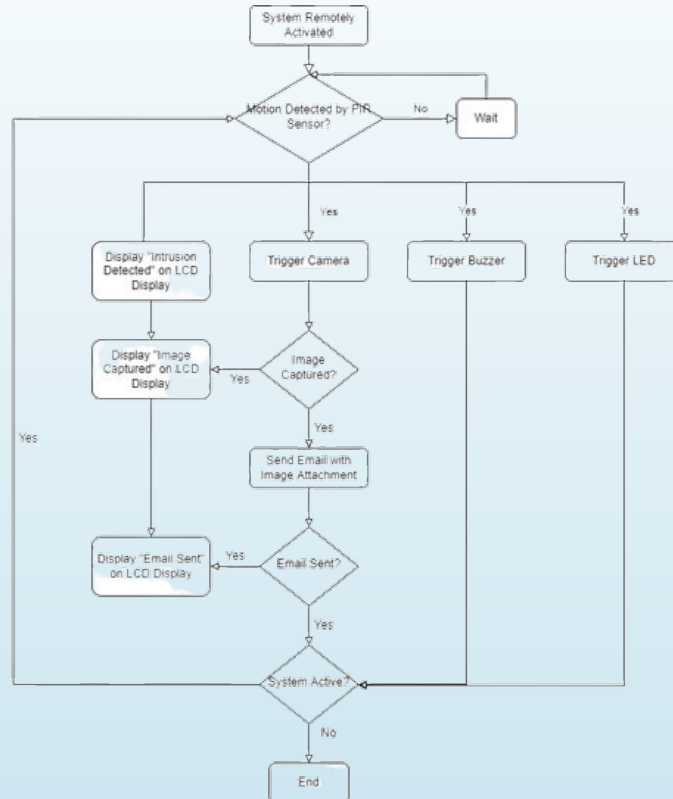 System Remotely
Activated
Motion Detected by PIR
Sensor?
No
Wait
Yes
Yes
Yes
Display "Intrusion
Detected" on LCD
Display
Trigger Camera
Trigger Buzzer
Trigger LED
Display "Image
Captured" on LCD
Display
Yes
Image
Captured?
Yes
Yes
Send Email with
Image Attachment
Display "Email Sent"
on LCD Display
Yes
Email Sent?
Yes
System Active?
No
End